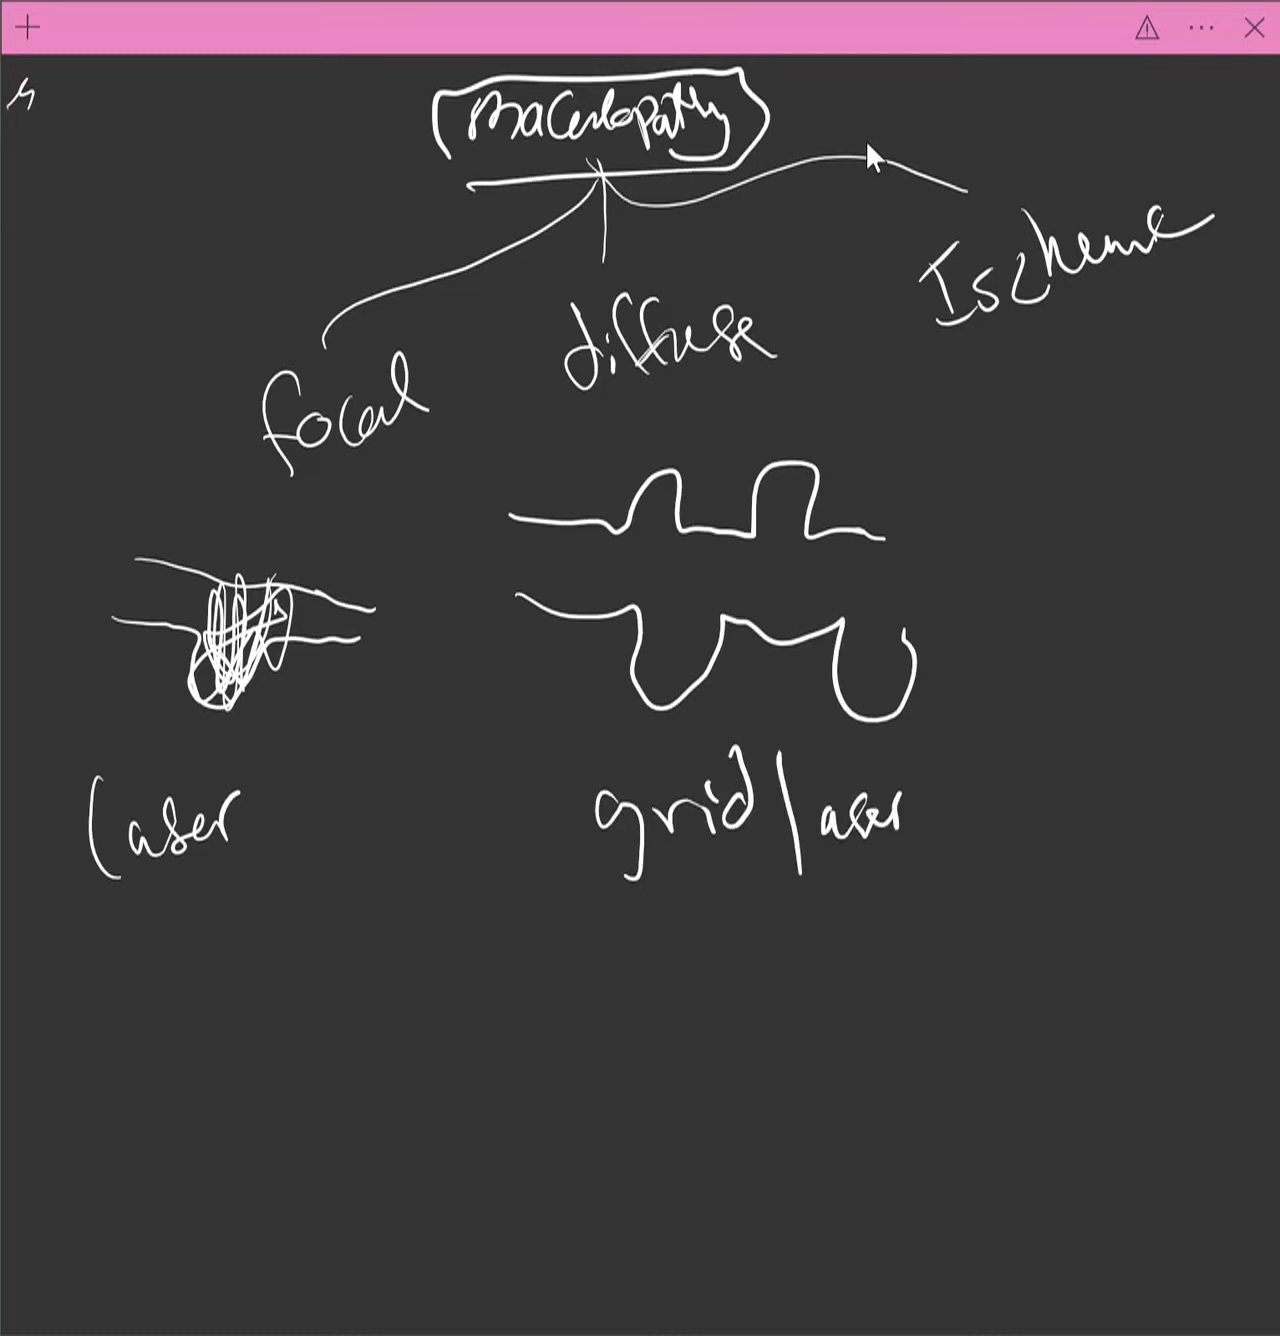 maculopathy
Ischemic
diffuse
focal
laser
grid laser